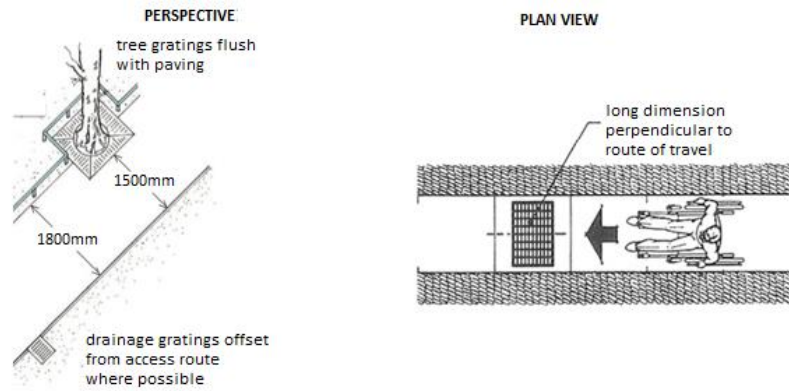 PERSPECTIVE
tree gratings flush
with paving
1500mm
1800mm
drainage gratings offset
from access route
where possible
PLAN VIEW
long dimension
perpendicular to
route of travel